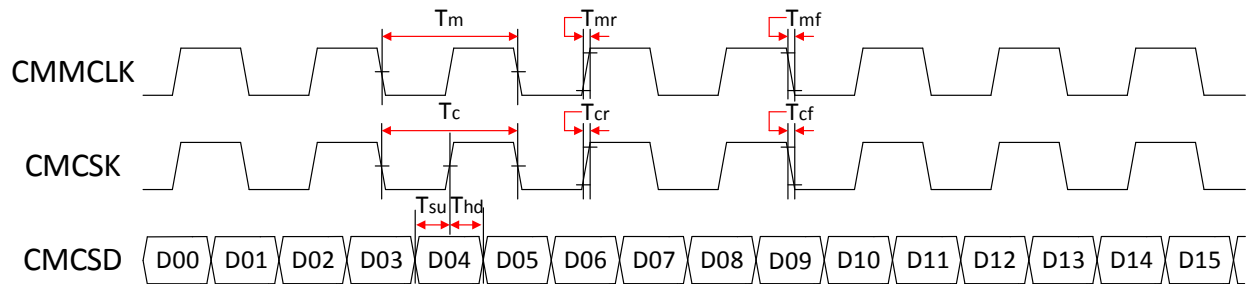 Tm Tmr Tmf
CMMCLK
Tc Tcr Tcf
CMCSK
Tsu Thd
CMCSD D00 D01 D02 D03 D04 D05 D06 D07 D08 D09 D10 D11 D12 D13 D14 D15